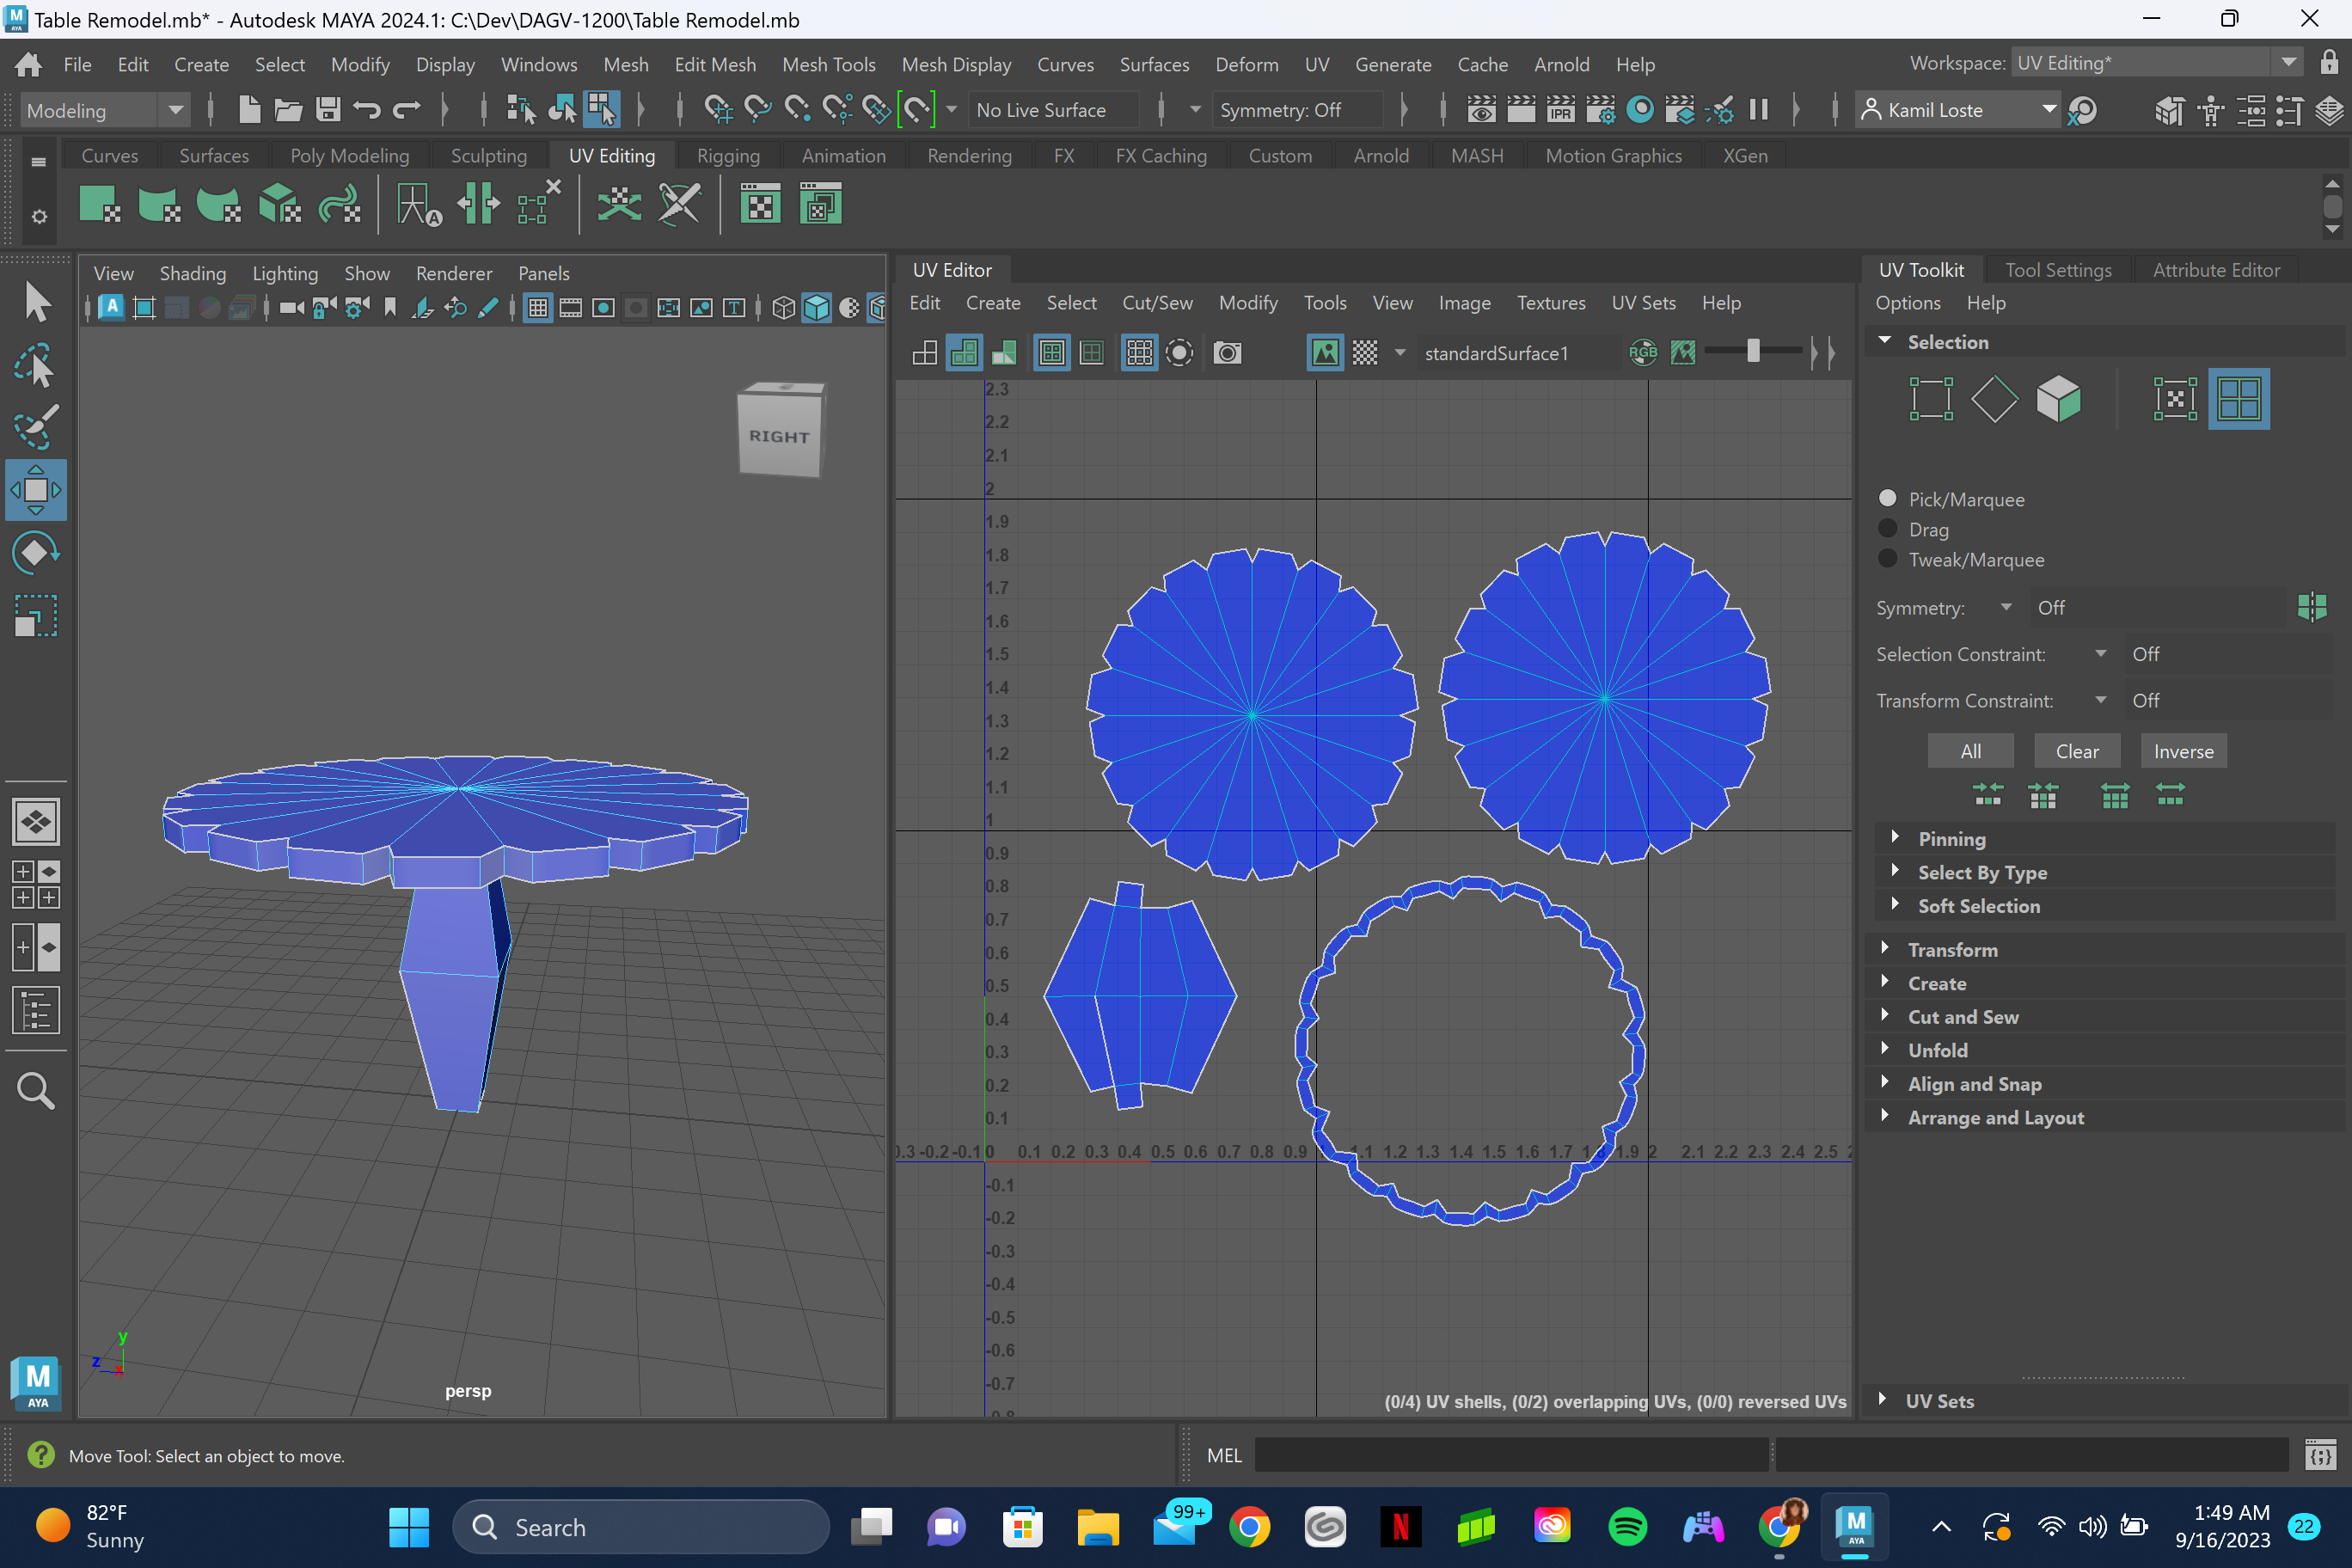 Table Remodel.mb* - Autodesk MAYA 2024.1: C:\Dev\DAGV-1200\Table Remodel.mb
File Edit Create Select Modify Display Windows Mesh Edit Mesh Mesh Tools Mesh Display Curves Surfaces Deform UV Generate Cache Arnold Help
Workspace: UV Editing*
Modeling
No Live Surface
Symmetry: Off
IPR
Kamil Loste
Curves Surfaces Poly Modeling Sculpting UV Editing Rigging Animation Rendering FX FX Caching Custom Arnold MASH Motion Graphics XGen
View Shading Lighting Show Renderer Panels
UV Editor
Edit Create Select Cut/Sew Modify Tools View Image Textures UV Sets Help
standardSurface1
RGB
UV Toolkit Tool Settings Attribute Editor
Options Help
Selection
Pick/Marquee
Drag
Tweak/Marquee
Symmetry: Off
Selection Constraint: Off
Transform Constraint: Off
All Clear Inverse
Pinning
Select By Type
Soft Selection
Transform
Create
Cut and Sew
Unfold
Align and Snap
Arrange and Layout
UV Sets
RIGHT
2.3
2.2
2.1
2
1.9
1.8
1.7
1.6
1.5
1.4
1.3
1.2
1.1
1
0.9
0.8
0.7
0.6
0.5
0.4
0.3
0.2
0.1
-0.2 -0.1 0 0.1 0.2 0.3 0.4 0.5 0.6 0.7 0.8 0.9 1.2 1.3 1.4 1.5 1.6 1.7 1.9 2 2.1 2.2 2.3 2.4 2.5
-0.1
-0.2
-0.3
-0.4
-0.5
-0.6
-0.7
y
z
x
persp
(0/4) UV shells, (0/2) overlapping UVs, (0/0) reversed UVs
M
AYA
Move Tool: Select an object to move.
MEL
82°F
Sunny
Search
99+
N
M
AYA
1:49 AM
9/16/2023
22